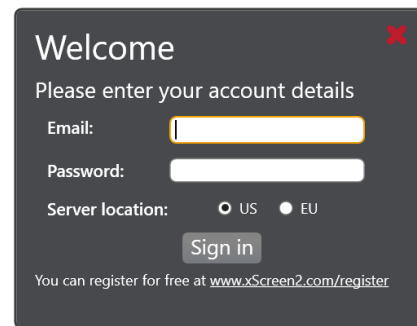 Welcome
Please enter your account details
Email:
Password:
Server location: US EU
Sign in
You can register for free at www.xScreen2.com/register